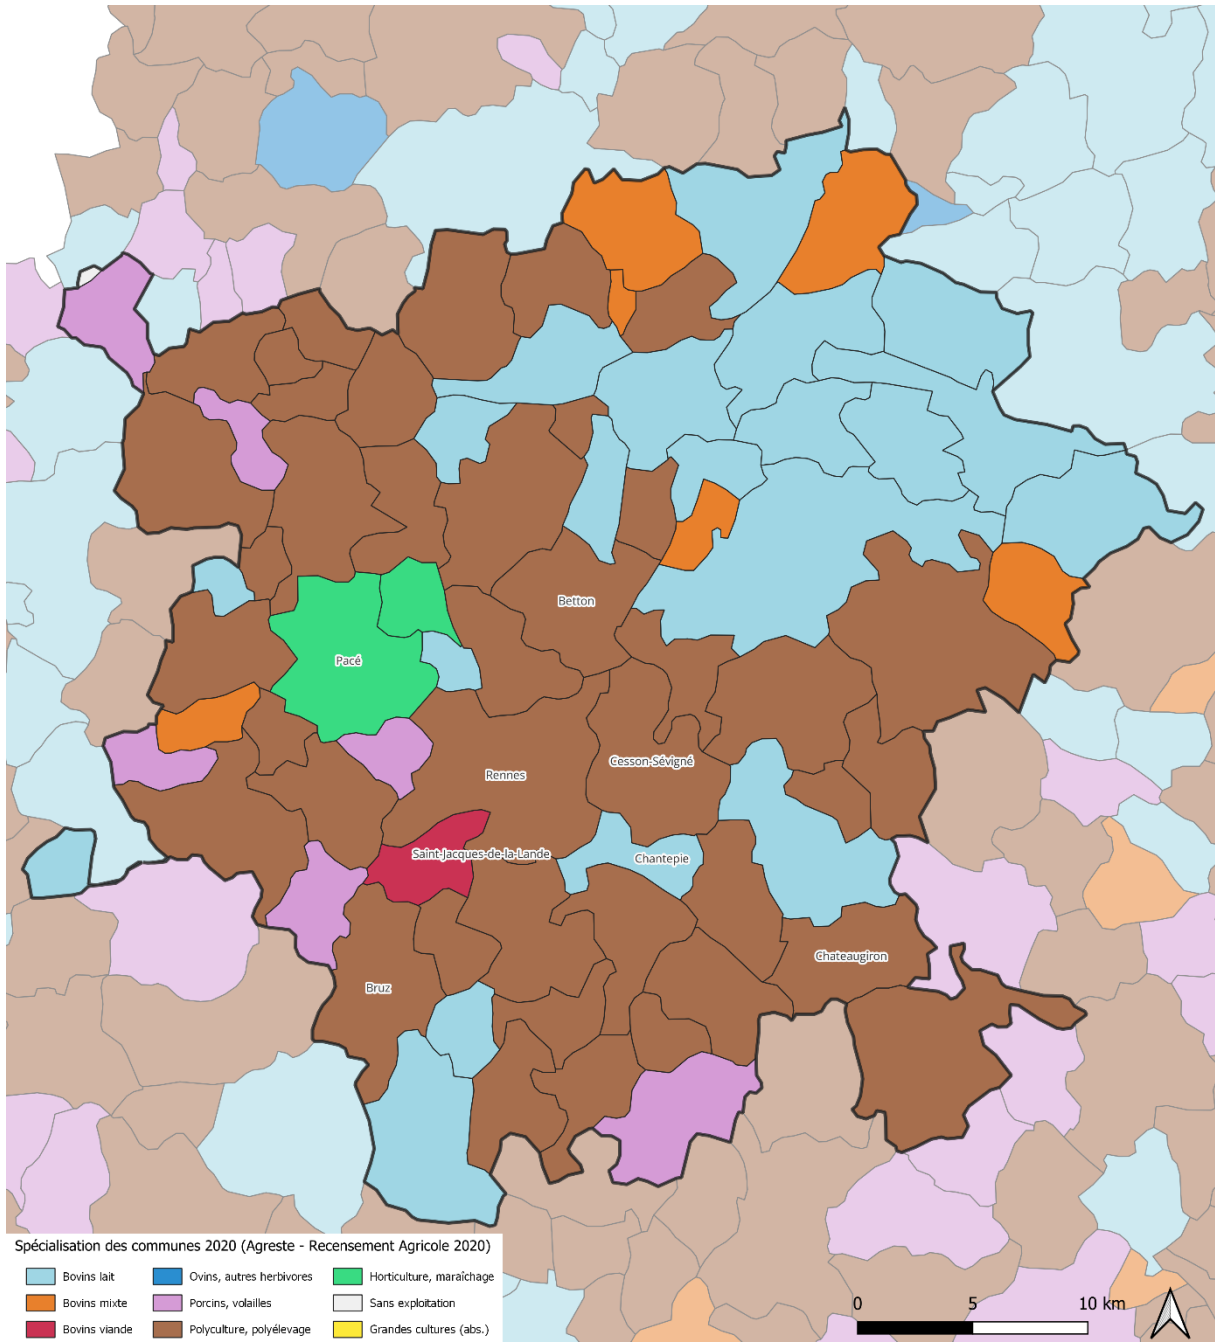 Betton
Pacé
Cesson-Sévigné
Rennes
Saint-Jacques-de-la-Lande
Chantepie
Chateaugiron
Bruz
Spécialisation des communes 2020 (Agreste - Recensement Agricole 2020)
Bovins lait Ovins, autres herbivores Horticulture, maraîchage
Bovins mixte Porcins, volailles Sans exploitation
Bovins viande Polyculture, polyélevage Grandes cultures (abs.)
0 5 10 km